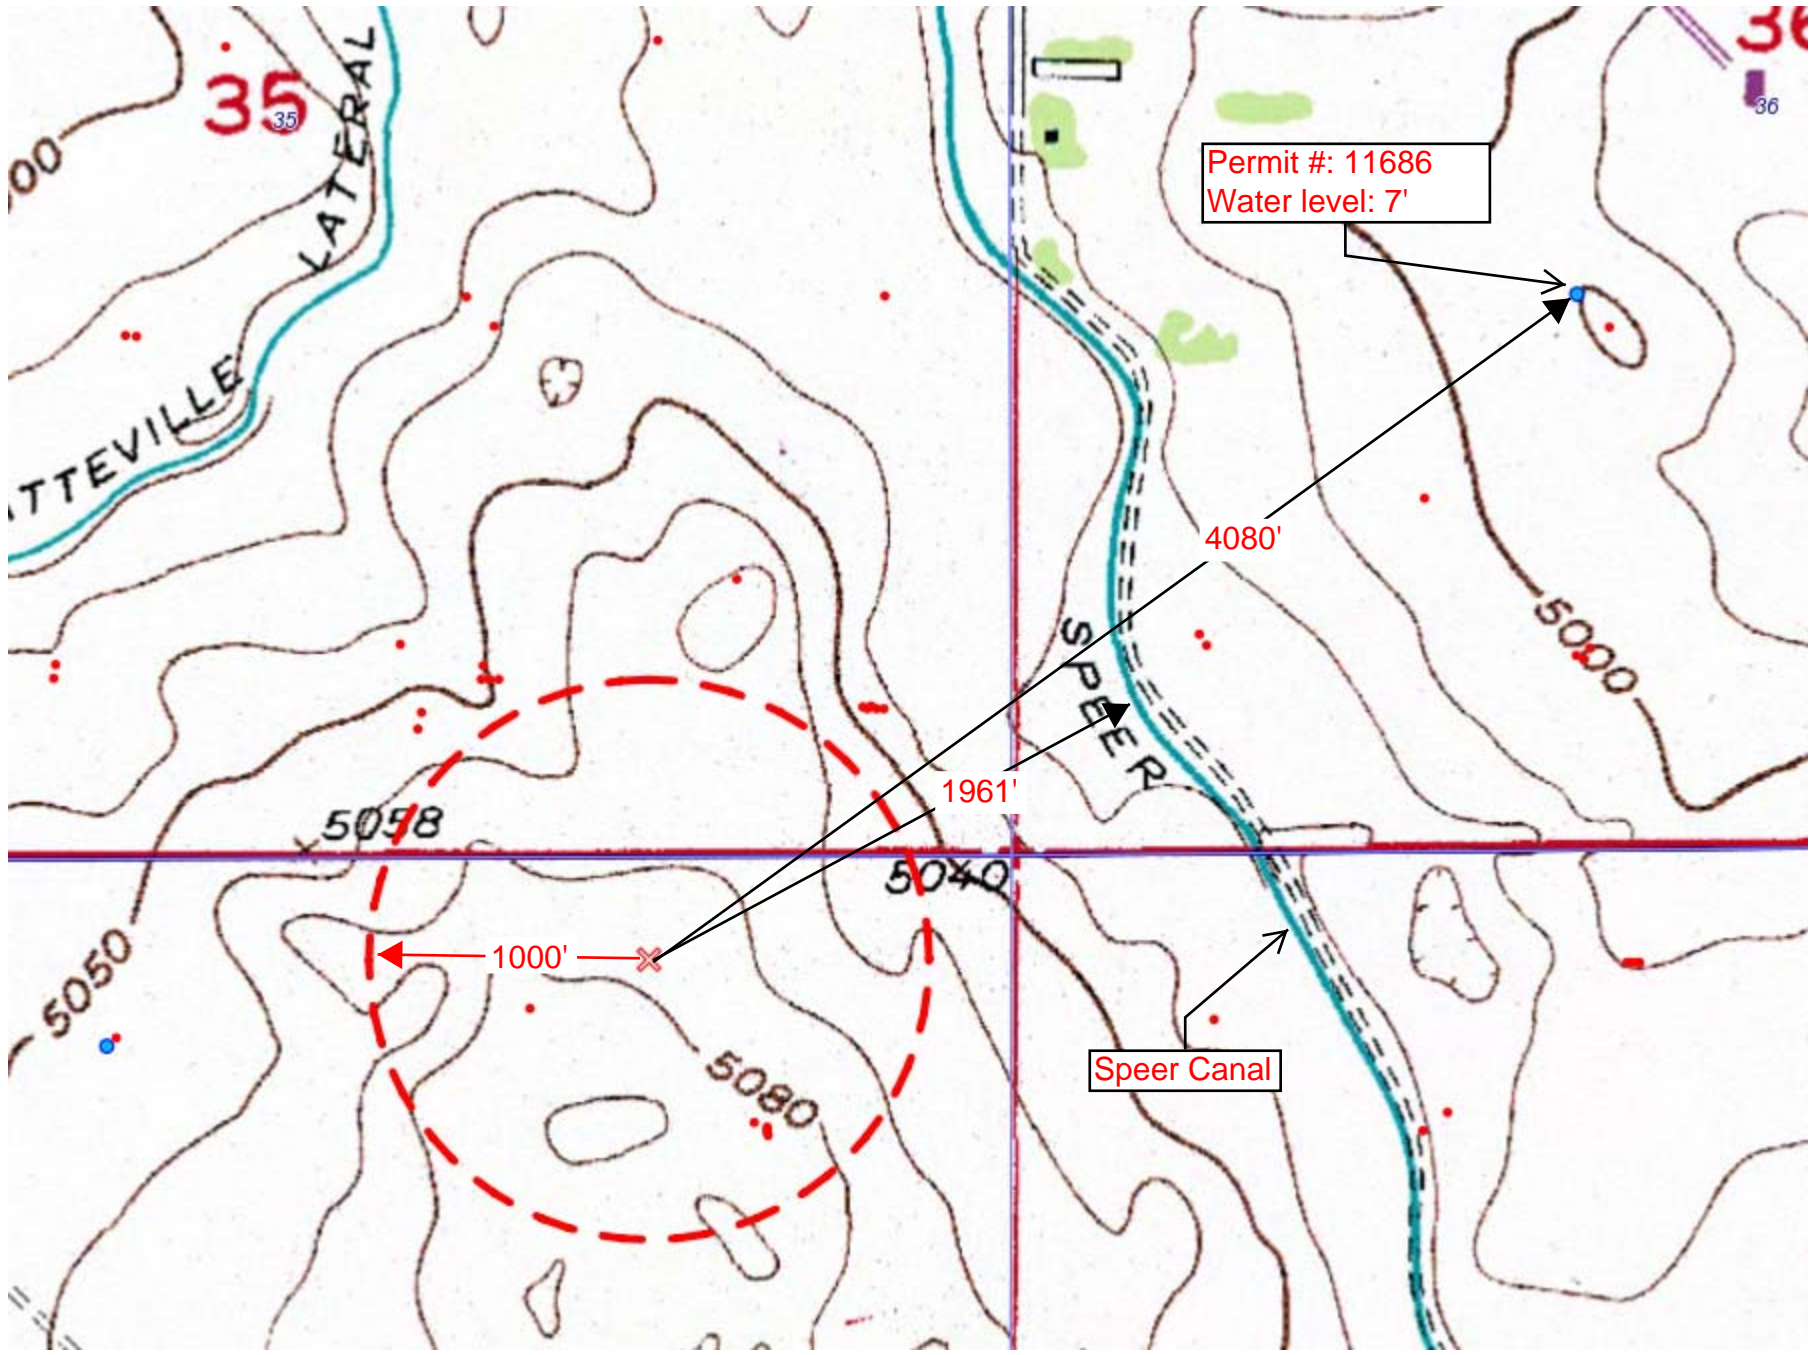 36
35
35
36
LATERAL
00
Permit #: 11686
Water level: 7'
TTEVILLE
4080'
5000
SPEER
1961'
5058
5040
1000'
5050
Speer Canal
5080